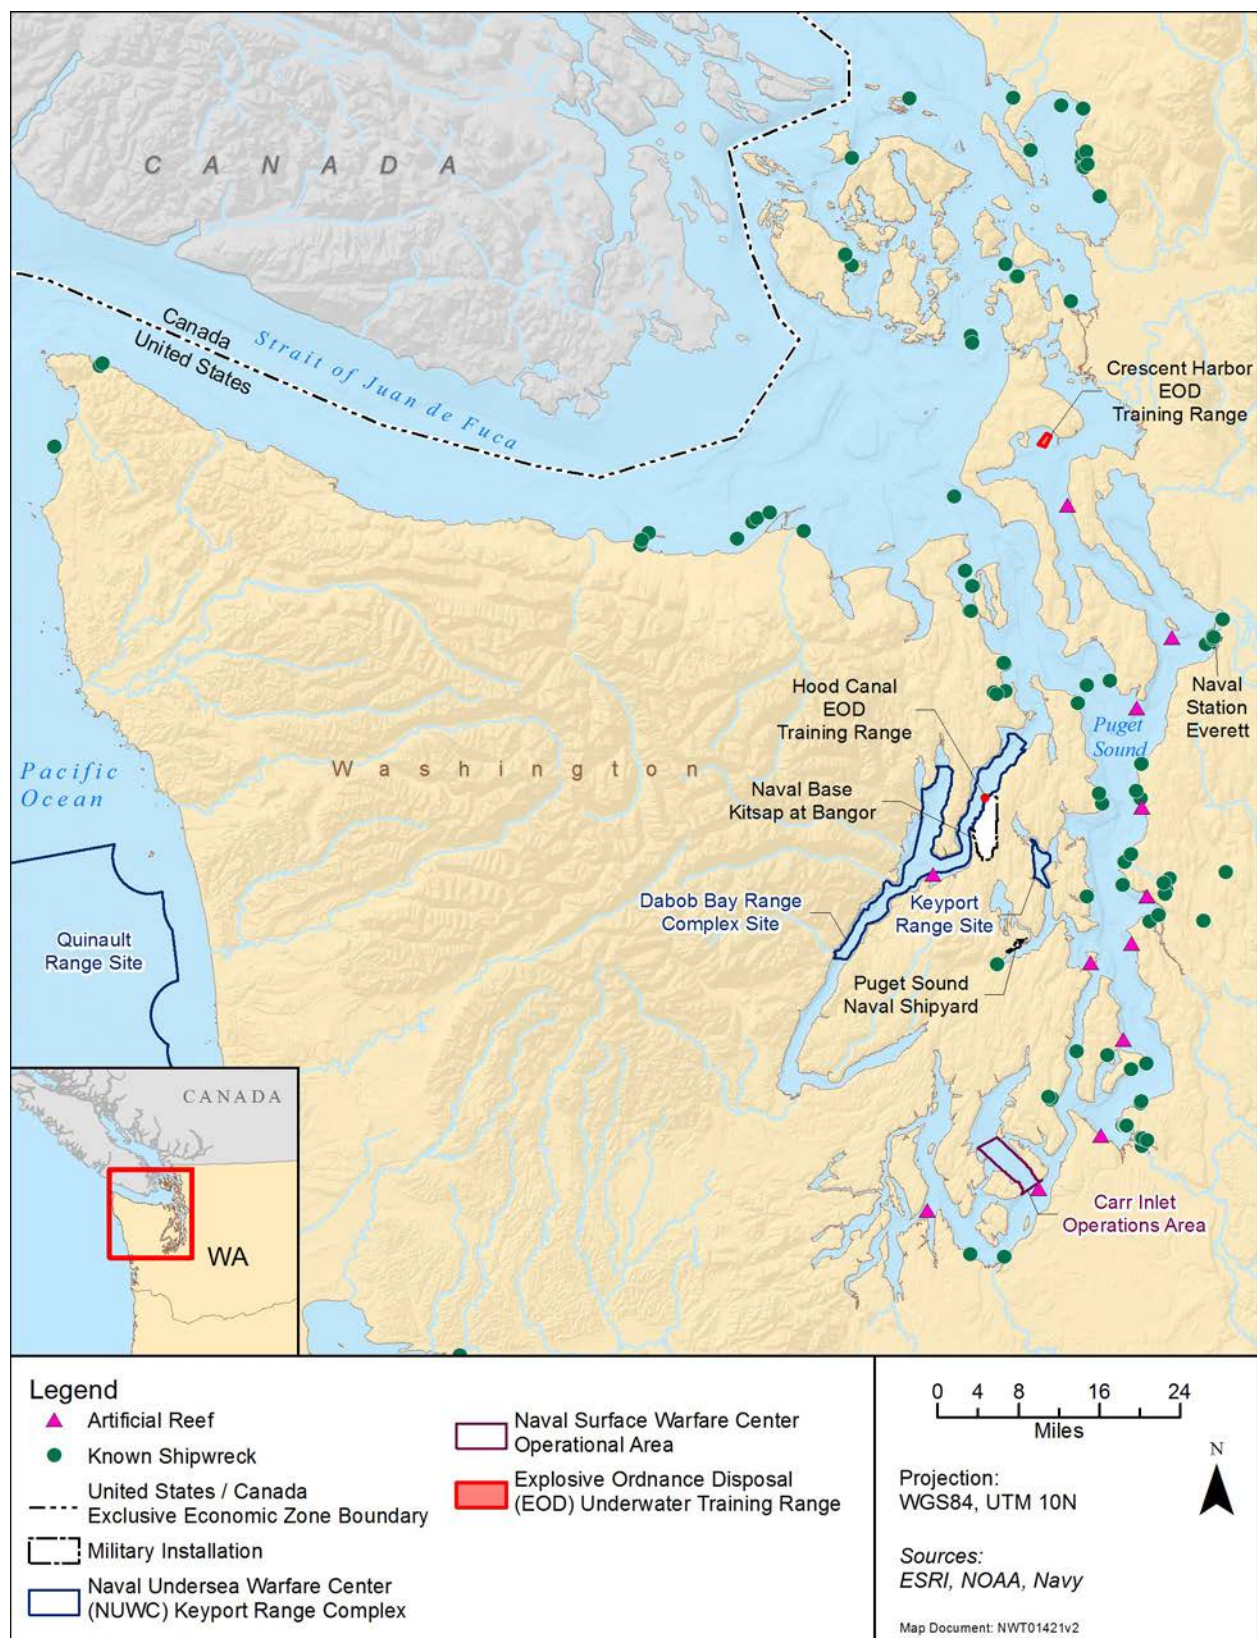 CANADA
Canada
United States
Strait of Juan de Fuca
Crescent Harbor
EOD
Training Range
Hood Canal
EOD
Training Range
Naval
Station
Everett
Puget
Sound
Pacific
Ocean
Washington
Naval Base
Kitsap at Bangor
Dabob Bay Range
Complex Site
Keyport
Range Site
Quinault
Range Site
Puget Sound
Naval Shipyard
Carr Inlet
Operations Area
CANADA
WA
Legend
Artificial Reef
Known Shipwreck
United States / Canada
Exclusive Economic Zone Boundary
Military Installation
Naval Undersea Warfare Center
(NUWC) Keyport Range Complex
Naval Surface Warfare Center
Operational Area
Explosive Ordnance Disposal
(EOD) Underwater Training Range
0 4 8 16 24
Miles
N
Projection:
WGS84, UTM 10N
Sources:
ESRI, NOAA, Navy
Map Document: NWT01421v2